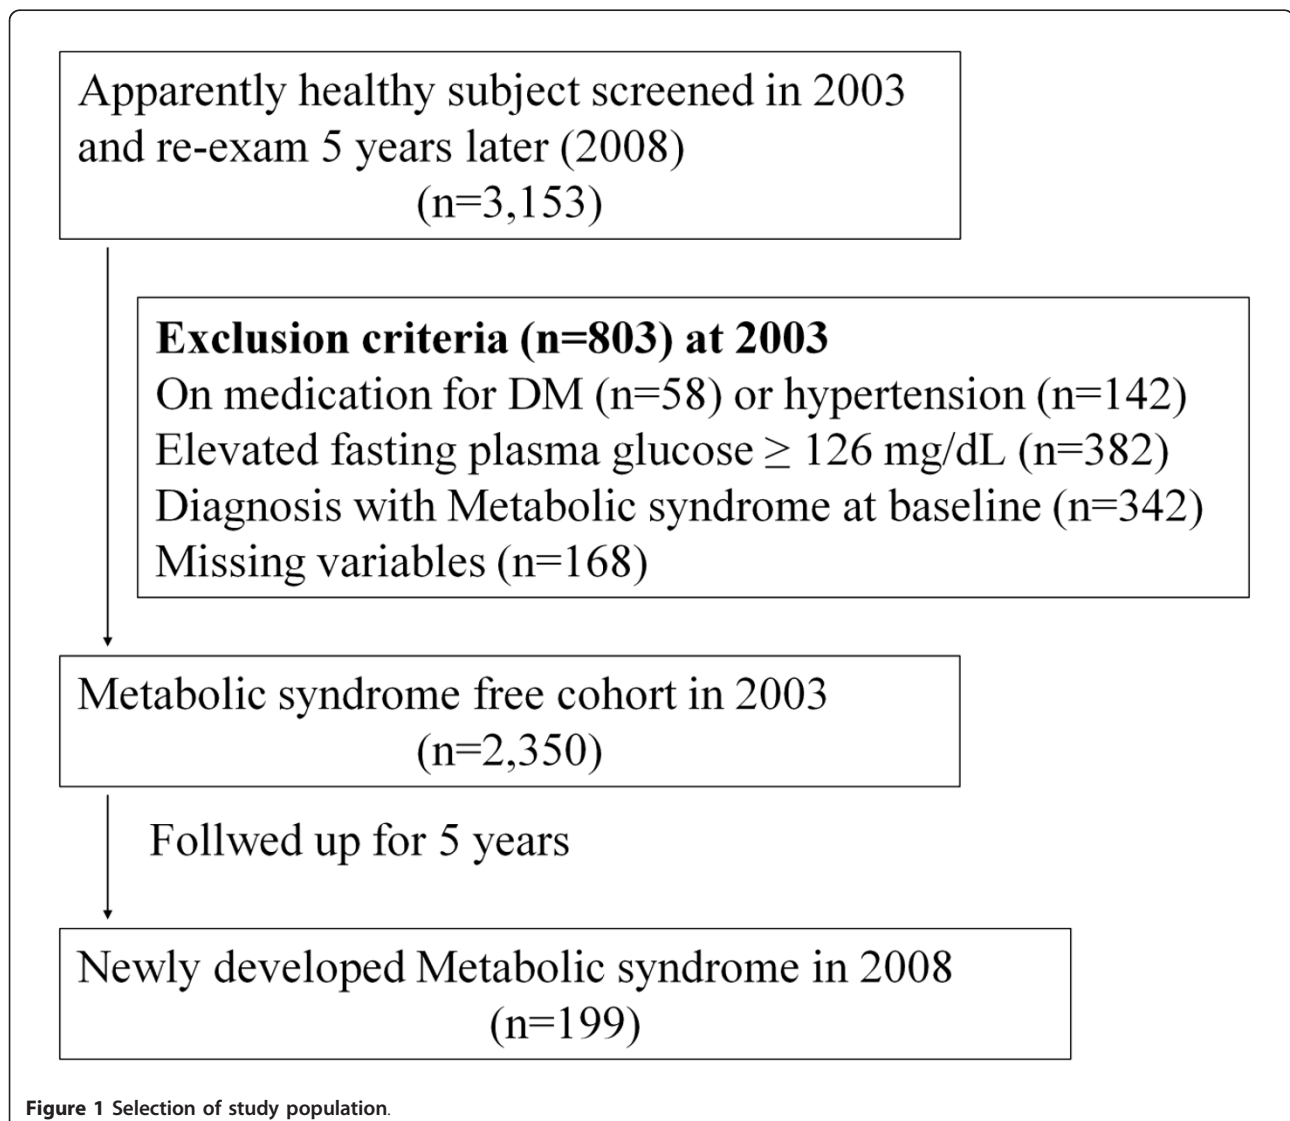 Apparently healthy subject screened in 2003
and re-exam 5 years later (2008)
(n=3,153)
Exclusion criteria (n=803) at 2003
On medication for DM (n=58) or hypertension (n=142)
Elevated fasting plasma glucose ≥ 126 mg/dL (n=382)
Diagnosis with Metabolic syndrome at baseline (n=342)
Missing variables (n=168)
Metabolic syndrome free cohort in 2003
(n=2,350)
Follwed up for 5 years
Newly developed Metabolic syndrome in 2008
(n=199)
Figure 1 Selection of study population.